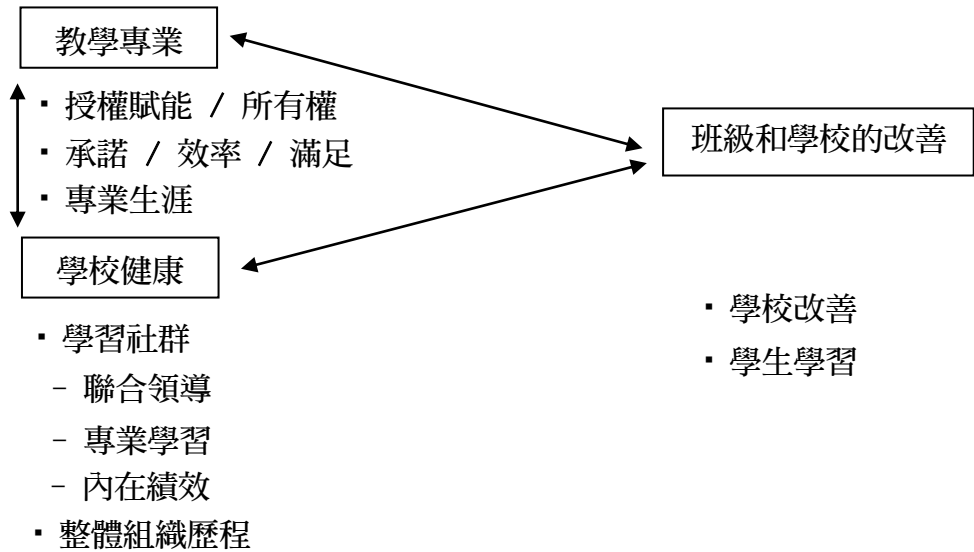 教學專業
▪ 授權賦能 / 所有權
▪ 承諾 / 效率 / 滿足
▪ 專業生涯
學校健康
▪ 學習社群
– 聯合領導
– 專業學習
– 內在績效
▪ 整體組織歷程
班級和學校的改善
▪ 學校改善
▪ 學生學習